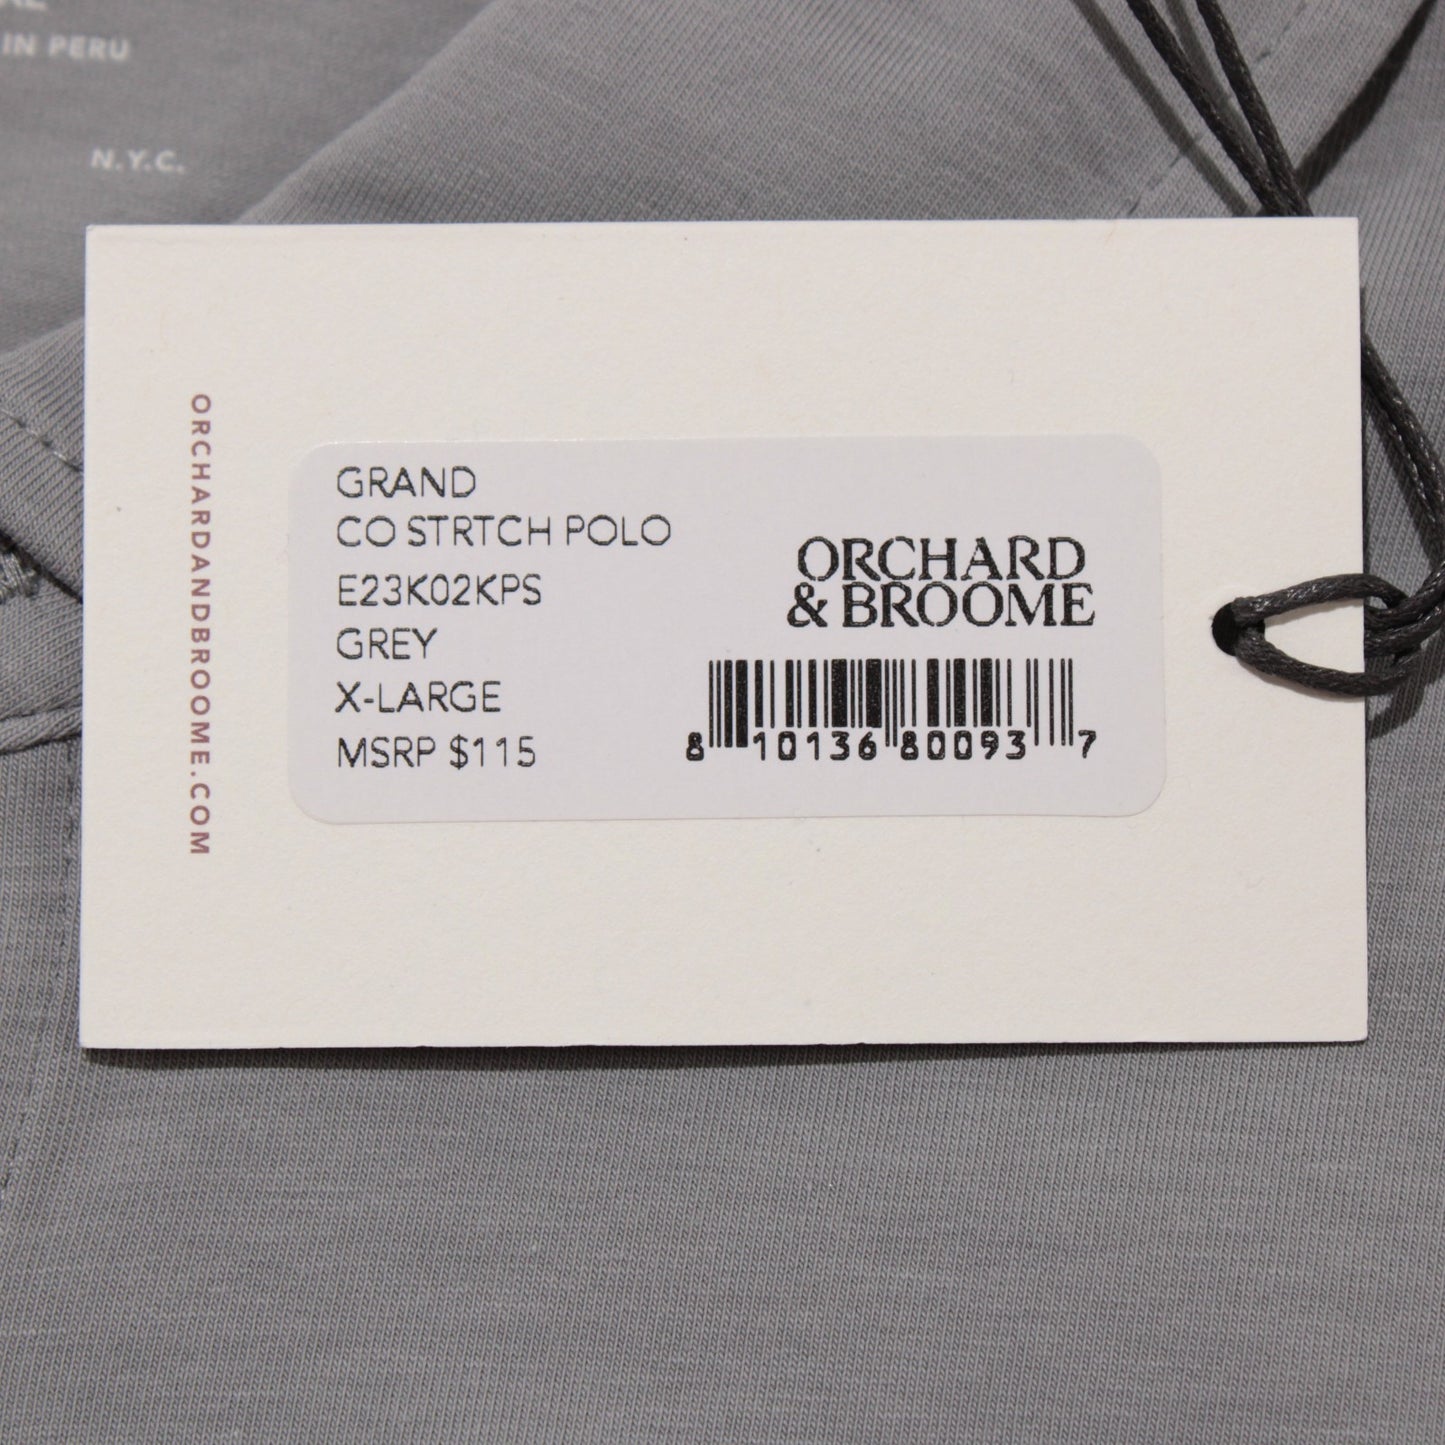 IN PERU
N.Y.C.
ORCHARDANDBROOME.COM
GRAND
CO STRTCH POLO
E23K02KPS
GREY
X-LARGE
MSRP $115
ORCHARD
& BROOME
8 10136 80093 7